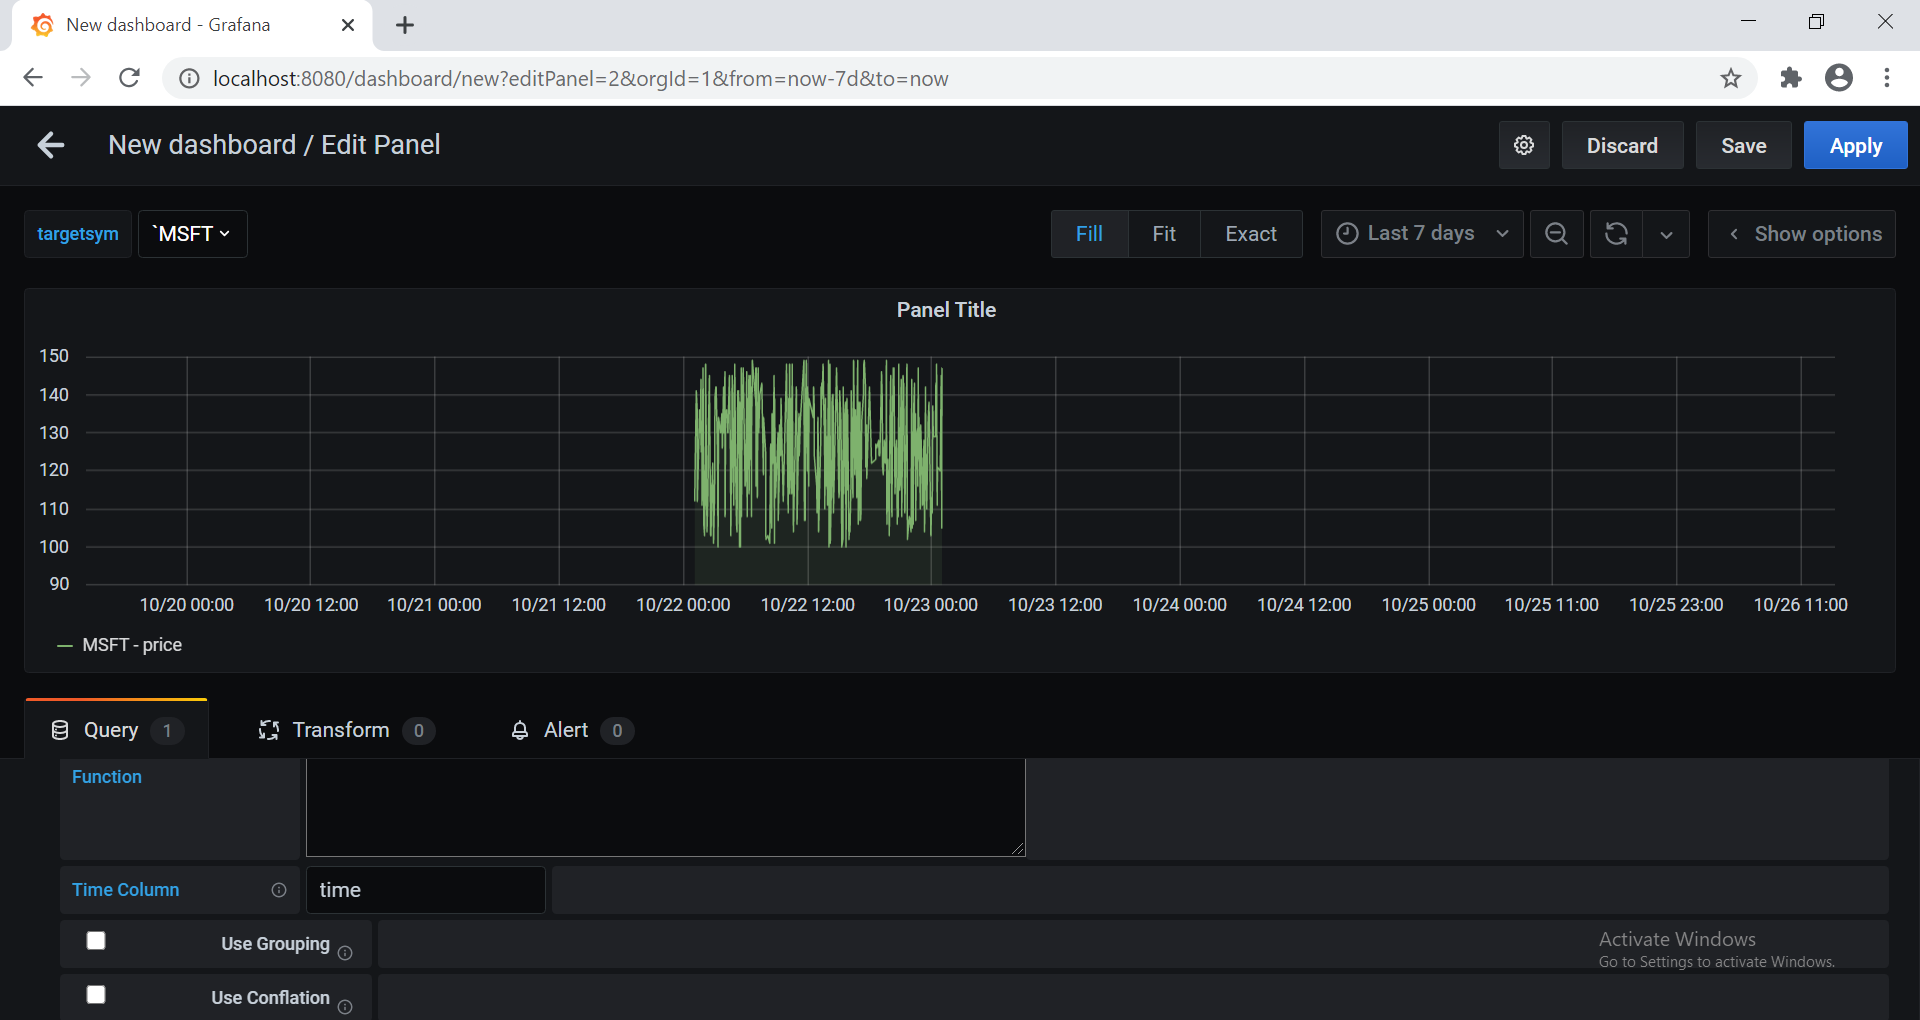 New dashboard - Grafana
localhost:8080/dashboard/new?editPanel=2&orgId=1&from=now-7d&to=now
New dashboard / Edit Panel
Discard
Save
Apply
targetsym
`MSFT
Fill
Fit
Exact
Last 7 days
Show options
Panel Title
150
140
130
120
110
100
90
10/20 00:00
10/20 12:00
10/21 00:00
10/21 12:00
10/22 00:00
10/22 12:00
10/23 00:00
10/23 12:00
10/24 00:00
10/24 12:00
10/25 00:00
10/25 11:00
10/25 23:00
10/26 11:00
MSFT - price
Query 1
Transform 0
Alert 0
Function
Time Column
time
Use Grouping
Use Conflation
Activate Windows
Go to Settings to activate Windows.